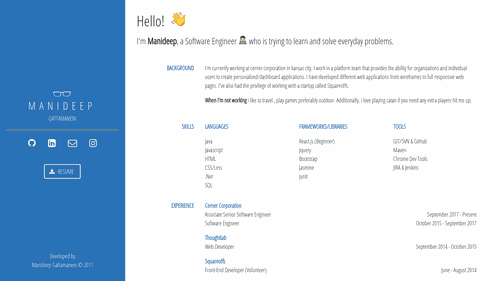 MANIDEEP
GATTAMANENI
RESUME
Developed by
Manideep Gattamaneni © 2017
Hello!
I'm Manideep, a Software Engineer who is trying to learn and solve everyday problems.
BACKGROUND
I'm currently working at cerner corporation in kansas city. I work in a platform team that provides the ability for organisations and individual
users to create personalized/dashboard applications. I have developed different web applications from wireframes to full responsive web
pages. I've also had the privilege of working with a startup called Squareoffs.
When I'm not working I like to travel , play games preferably outdoor. Additionally, i love playing catan if you need any extra players hit me up.
SKILLS
LANGUAGES
Java
Javascript
HTML
CSS/Less
.Net
SQL
FRAMEWORKS/LIBRARIES
React.js (Beginner)
Jquery
Bootstrap
Jasmine
Junit
TOOLS
GIT/SVN & Github
Maven
Chrome Dev Tools
JIRA & Jenkins
EXPERIENCE
Cerner Corporation
Associate Senior Software Engineer September 2017 - Present
Software Engineer October 2015 - September 2017
Thoughtlab
Web Developer September 2014 - October 2015
Squareoffs
Front-End Developer (Volunteer) June - August 2014